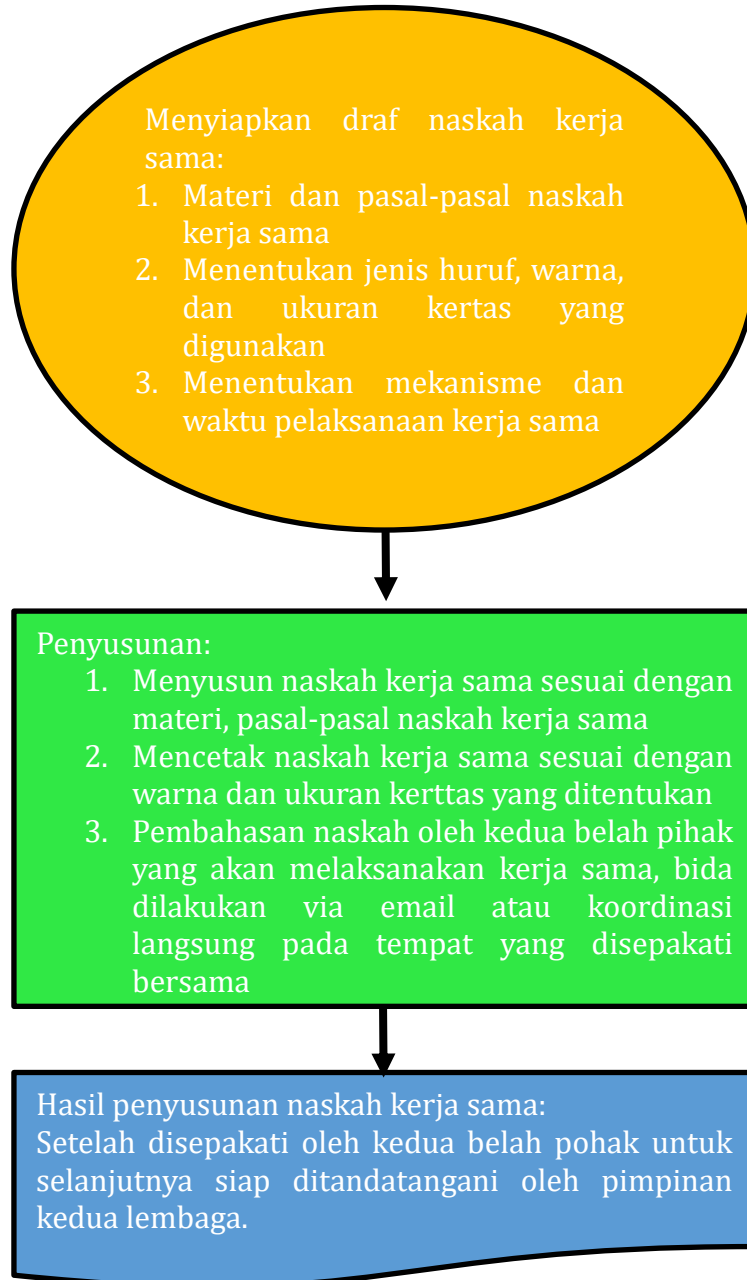 Menyiapkan draf naskah kerja
sama:
1. Materi dan pasal-pasal naskah
kerja sama
2. Menentukan jenis huruf, warna,
dan ukuran kertas yang
digunakan
3. Menentukan mekanisme dan
waktu pelaksanaan kerja sama
Penyusunan:
1. Menyusun naskah kerja sama sesuai dengan
materi, pasal-pasal naskah kerja sama
2. Mencetak naskah kerja sama sesuai dengan
warna dan ukuran kerttas yang ditentukan
3. Pembahasan naskah oleh kedua belah pihak
yang akan melaksanakan kerja sama, bida
dilakukan via email atau koordinasi
langsung pada tempat yang disepakati
bersama
Hasil penyusunan naskah kerja sama:
Setelah disepakati oleh kedua belah pohak untuk
selanjutnya siap ditandatangani oleh pimpinan
kedua lembaga.